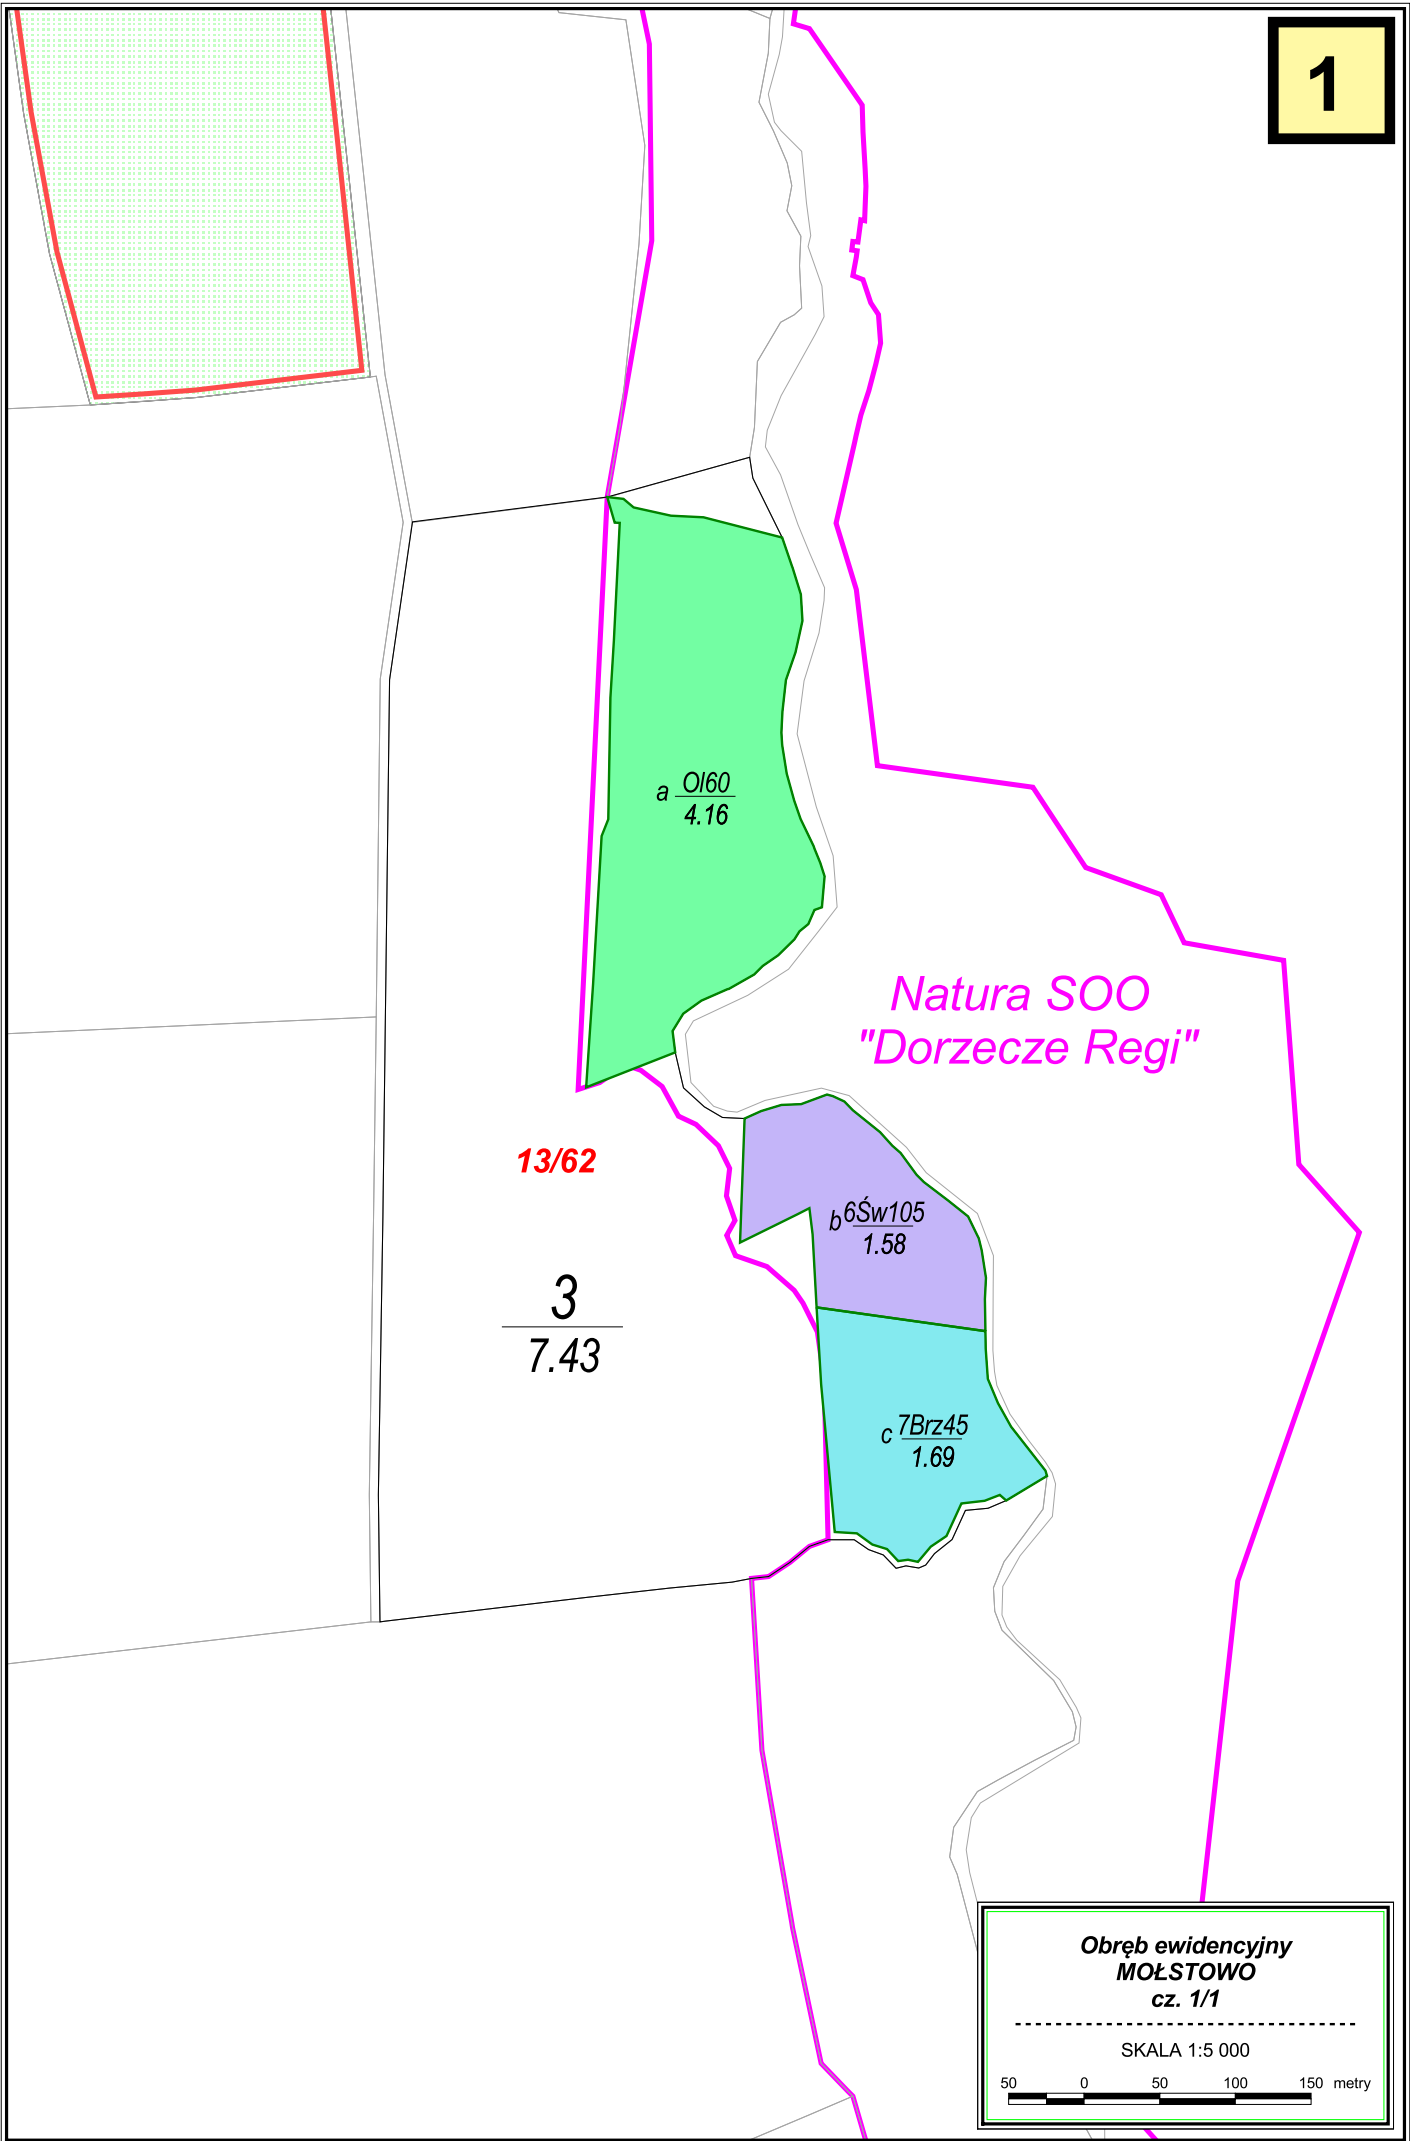 1
a Ol60
4.16
Natura SOO
"Dorzecze Regi"
13/62
b 6Św105
1.58
3
7.43
c 7Brz45
1.69
Obręb ewidencyjny
MOŁSTOWO
cz. 1/1
SKALA 1:5 000
50 0 50 100 150 metry